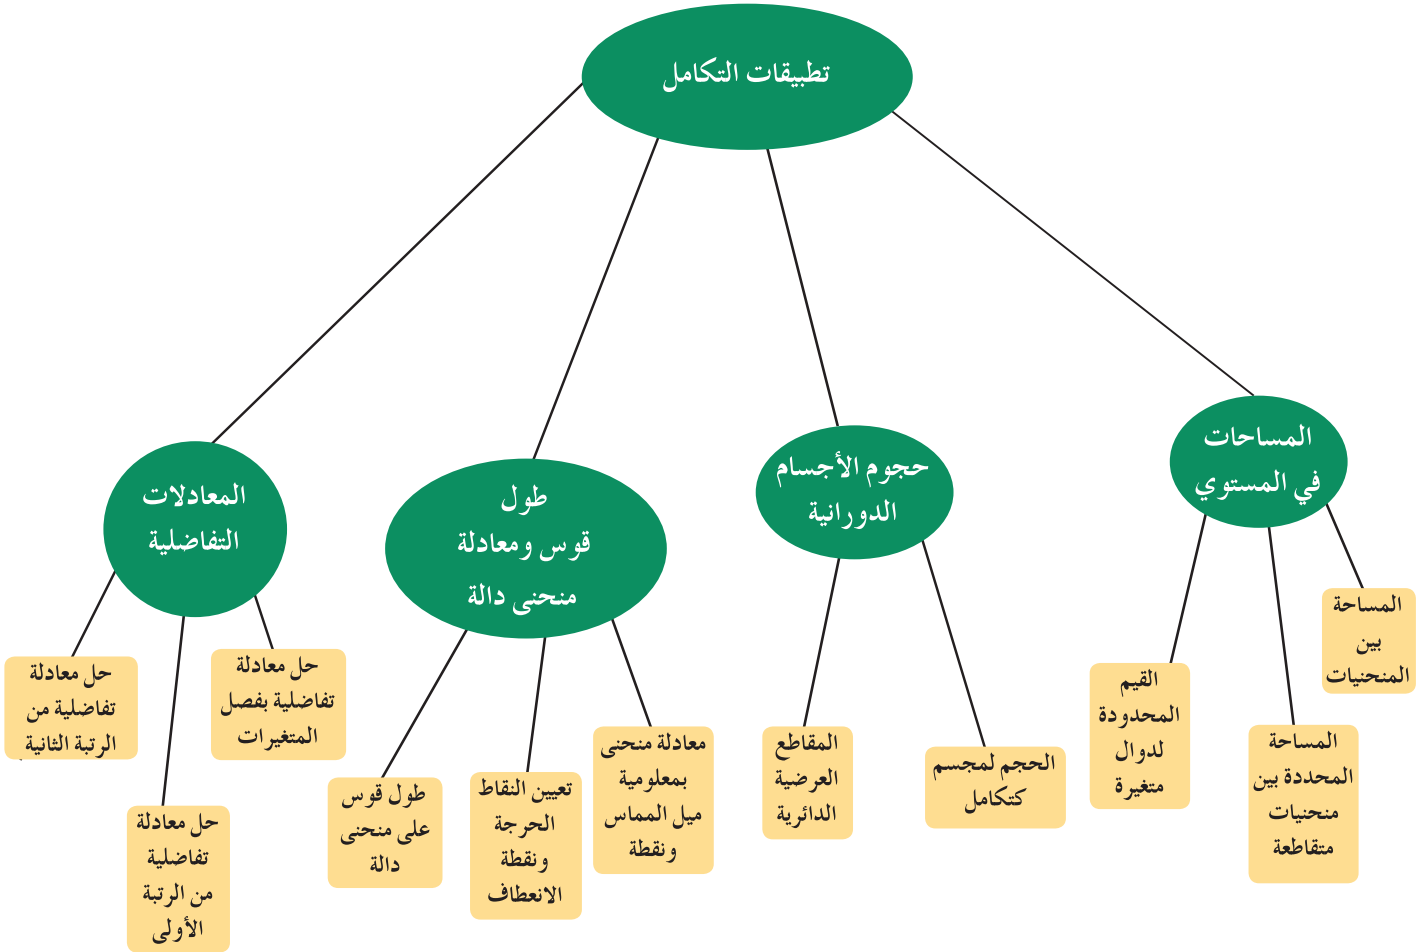 تطبيقات التكامل
المساحات
في المستوي
حجوم الأجسام
الدورانية
طول
قوس ومعادلة
منحنى دالة
المعادلات
التفاضلية
المساحة
بين
المنحنيات
المساحة
المحددة بين
منحنيات
متقاطعة
القيم
المحدودة
لدوال
متغيرة
الحجم لمجسم
كتكامل
المقاطع
العرضية
الدائرية
معادلة منحنى
بمعلومية
ميل المماس
ونقطة
تعيين النقاط
الحرجة
ونقطة
الانعطاف
طول قوس
على منحنى
دالة
حل معادلة
تفاضلية بفصل
المتغيرات
حل معادلة
تفاضلية
من الرتبة
الأولى
حل معادلة
تفاضلية من
الرتبة الثانية